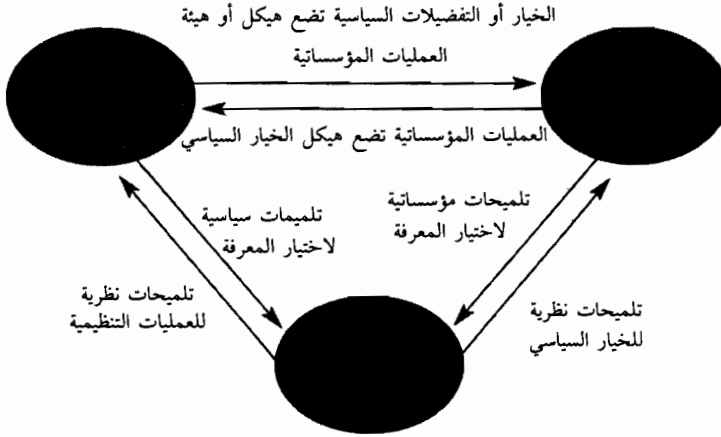 الخيار أو التفضيلات السياسية تضع هيكل أو هيئة
العمليات المؤسساتية
العمليات المؤسساتية تضع هيكل الخيار السياسي
تلميحات مؤسساتية
لاختيار المعرفة
تلميمات سياسية
لاختيار المعرفة
تلميحات نظرية
للخيار السياسي
تلميحات نظرية
للعمليات التنظيمية